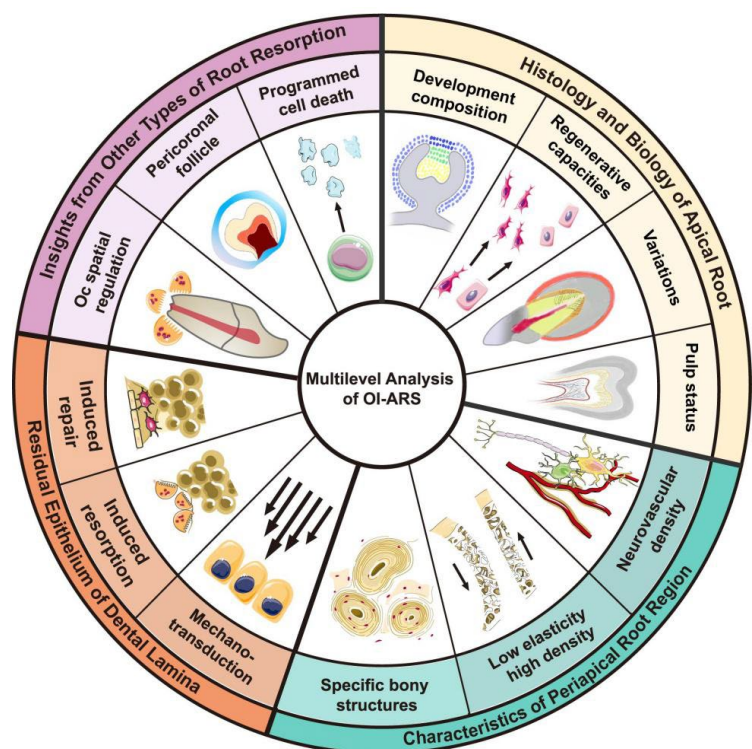 Multilevel Analysis
of OI-ARS
Histology and Biology of Apical Root
Development
composition
Regenerative
capacities
Variations
Pulp status
Characteristics of Periapical Root Region
Neurovascular
density
Low elasticity
high density
Specific bony
structures
Residual Epithelium of Dental Lamina
Mechano-
transduction
Induced
resorption
Induced
repair
Insights from Other Types of Root Resorption
Oc spatial
regulation
Pericoronal
follicle
Programmed
cell death